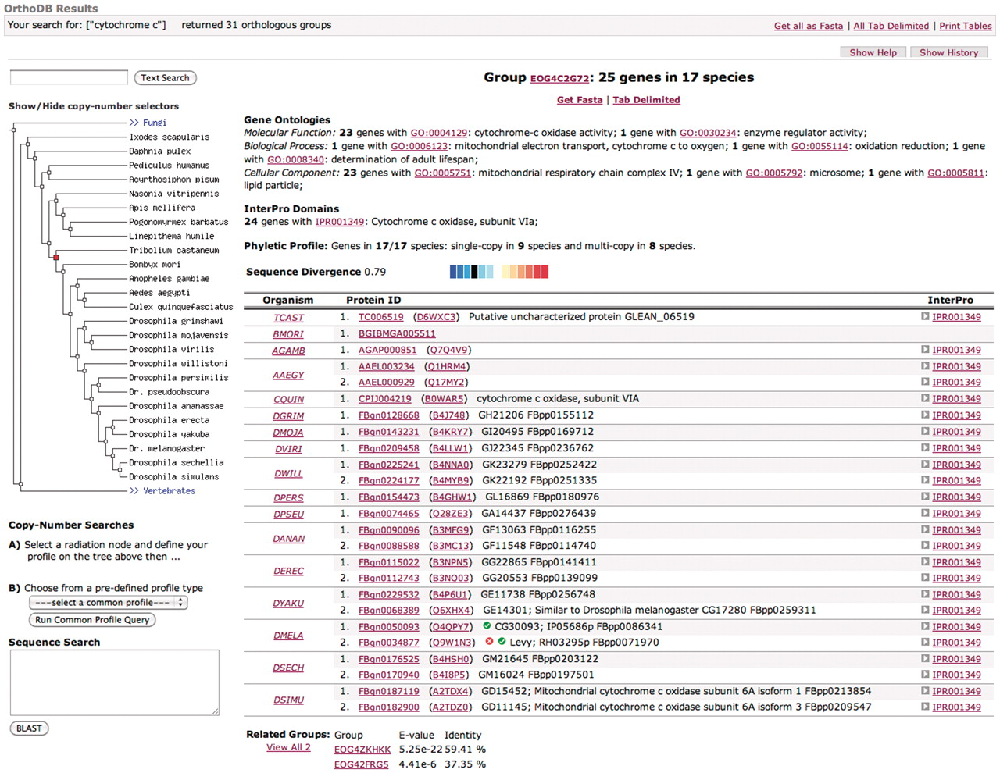 OrthoDB Results
Your search for: ["cytochrome c"] returned 31 orthologous groups
Get all as Fasta | All Tab Delimited | Print Tables
Show Help Show History
Text Search
Show/Hide copy-number selectors
>> Fungi
Ixodes scapularis
Daphnia pulex
Pediculus humanus
Acyrthosiphon pisum
Nasonia vitripennis
Apis mellifera
Pogonomyrmex barbatus
Linepithema humile
Tribolium castaneum
Bombyx mori
Anopheles gambiae
Aedes aegypti
Culex quinquefasciatus
Drosophila grimshawi
Drosophila mojavensis
Drosophila virilis
Drosophila willistoni
Drosophila persimilis
Dr. pseudoobscura
Drosophila ananassae
Drosophila erecta
Drosophila yakuba
Dr. melanogaster
Drosophila sechellia
Drosophila simulans
>> Vertebrates
Copy-Number Searches
A) Select a radiation node and define your
profile on the tree above then ...
B) Choose from a pre-defined profile type
---select a common profile---
Run Common Profile Query
Sequence Search
BLAST
Group EOG4C2G72: 25 genes in 17 species
Get Fasta | Tab Delimited
Gene Ontologies
Molecular Function: 23 genes with GO:0004129: cytochrome-c oxidase activity; 1 gene with GO:0030234: enzyme regulator activity;
Biological Process: 1 gene with GO:0006123: mitochondrial electron transport, cytochrome c to oxygen; 1 gene with GO:0055114: oxidation reduction; 1 gene
with GO:0008340: determination of adult lifespan;
Cellular Component: 23 genes with GO:0005751: mitochondrial respiratory chain complex IV; 1 gene with GO:0005792: microsome; 1 gene with GO:0005811:
lipid particle;
InterPro Domains
24 genes with IPR001349: Cytochrome c oxidase, subunit VIa;
Phyletic Profile: Genes in 17/17 species: single-copy in 9 species and multi-copy in 8 species.
Sequence Divergence 0.79
Organism Protein ID InterPro
TCAST 1. TC006519 (D6WXC3) Putative uncharacterized protein GLEAN_06519 IPR001349
BMORI 1. BGIBMGA005511
AGAMB 1. AGAP000851 (Q7Q4V9) IPR001349
AAEGY 1. AAEL003234 (Q1HRM4) IPR001349
2. AAEL000929 (Q17MY2) IPR001349
CQUIN 1. CPIJ004219 (B0WAR5) cytochrome c oxidase, subunit VIA IPR001349
DGRIM 1. FBgn0128668 (B4J748) GH21206 FBpp0155112 IPR001349
DMOJA 1. FBgn0143231 (B4KRY7) GI20495 FBpp0169712 IPR001349
DVIRI 1. FBgn0209458 (B4LLW1) GJ22345 FBpp0236762 IPR001349
DWILL 1. FBgn0225241 (B4NNA0) GK23279 FBpp0252422 IPR001349
2. FBgn0224177 (B4MYB9) GK22192 FBpp0251335 IPR001349
DPERS 1. FBgn0154473 (B4GHW1) GL16869 FBpp0180976 IPR001349
DPSEU 1. FBgn0074465 (Q28ZE3) GA14437 FBpp0276439 IPR001349
DANAN 1. FBgn0090096 (B3MFG9) GF13063 FBpp0116255 IPR001349
2. FBgn0088588 (B3MC13) GF11548 FBpp0114740 IPR001349
DEREC 1. FBgn0115022 (B3NPN5) GG22865 FBpp0141411 IPR001349
2. FBgn0112743 (B3NQ03) GG20553 FBpp0139099 IPR001349
DYAKU 1. FBgn0229532 (B4P6U1) GE11738 FBpp0256748 IPR001349
2. FBgn0068389 (Q6XHX4) GE14301; Similar to Drosophila melanogaster CG17280 FBpp0259311 IPR001349
DMELA 1. FBgn0050093 (Q4QPY7) CG30093; IP05686p FBpp0086341 IPR001349
2. FBgn0034877 (Q9W1N3) Levy; RH03295p FBpp0071970 IPR001349
DSECH 1. FBgn0176525 (B4HSH0) GM21645 FBpp0203122 IPR001349
2. FBgn0170940 (B4I8P5) GM16024 FBpp0197501 IPR001349
DSIMU 1. FBgn0187119 (A2TDX4) GD15452; Mitochondrial cytochrome c oxidase subunit 6A isoform 1 FBpp0213854 IPR001349
2. FBgn0182900 (A2TDZ0) GD11145; Mitochondrial cytochrome c oxidase subunit 6A isoform 3 FBpp0209547 IPR001349
Related Groups: Group E-value Identity
View All 2 EOG4ZKHKK 5.25e-22 59.41 %
EOG42FRG5 4.41e-6 37.35 %